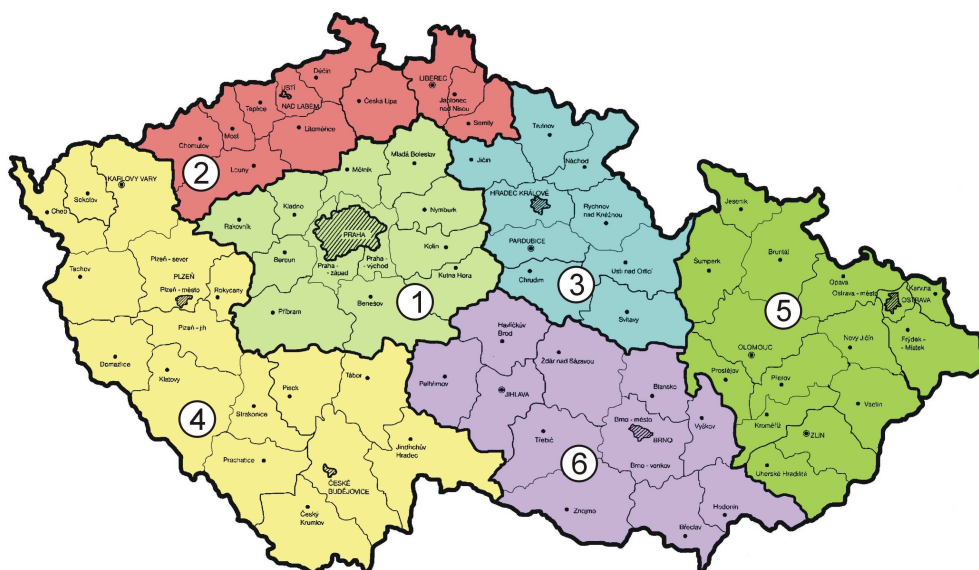 Děčín
ÚSTÍ
NAD LABEM
Teplice
Most
Chomutov
Litoměřice
Louny
2
Česká Lípa
LIBEREC
Jablonec
nad Nisou
Semily
Mladá Boleslav
Mělník
Kladno
Rakovník
PRAHA
Nymburk
Beroun
Praha -
- západ
Praha -
- východ
Kolín
Kutná Hora
Benešov
Příbram
1
Trutnov
Jičín
Náchod
HRADEC KRÁLOVÉ
Rychnov
nad Kněžnou
PARDUBICE
Chrudim
Ústí nad Orlicí
Svitavy
3
KARLOVY VARY
Sokolov
Cheb
Tachov
Plzeň - sever
PLZEŇ
Plzeň - město
Rokycany
Plzeň - jih
Domažlice
Klatovy
4
Strakonice
Písek
Tábor
Prachatice
Jindřichův
Hradec
ČESKÉ
BUDĚJOVICE
Český
Krumlov
Jeseník
Šumperk
Bruntál
Opava
Ostrava - město
Karviná
OSTRAVA
5
Nový Jičín
Frýdek -
- Místek
OLOMOUC
Prostějov
Přerov
Vsetín
Kroměříž
ZLÍN
Uherské Hradiště
Havlíčkův
Brod
Pelhřimov
JIHLAVA
Žďár nad Sázavou
Blansko
Třebíč
Brno - město
BRNO
Vyškov
Brno - venkov
6
Znojmo
Hodonín
Břeclav